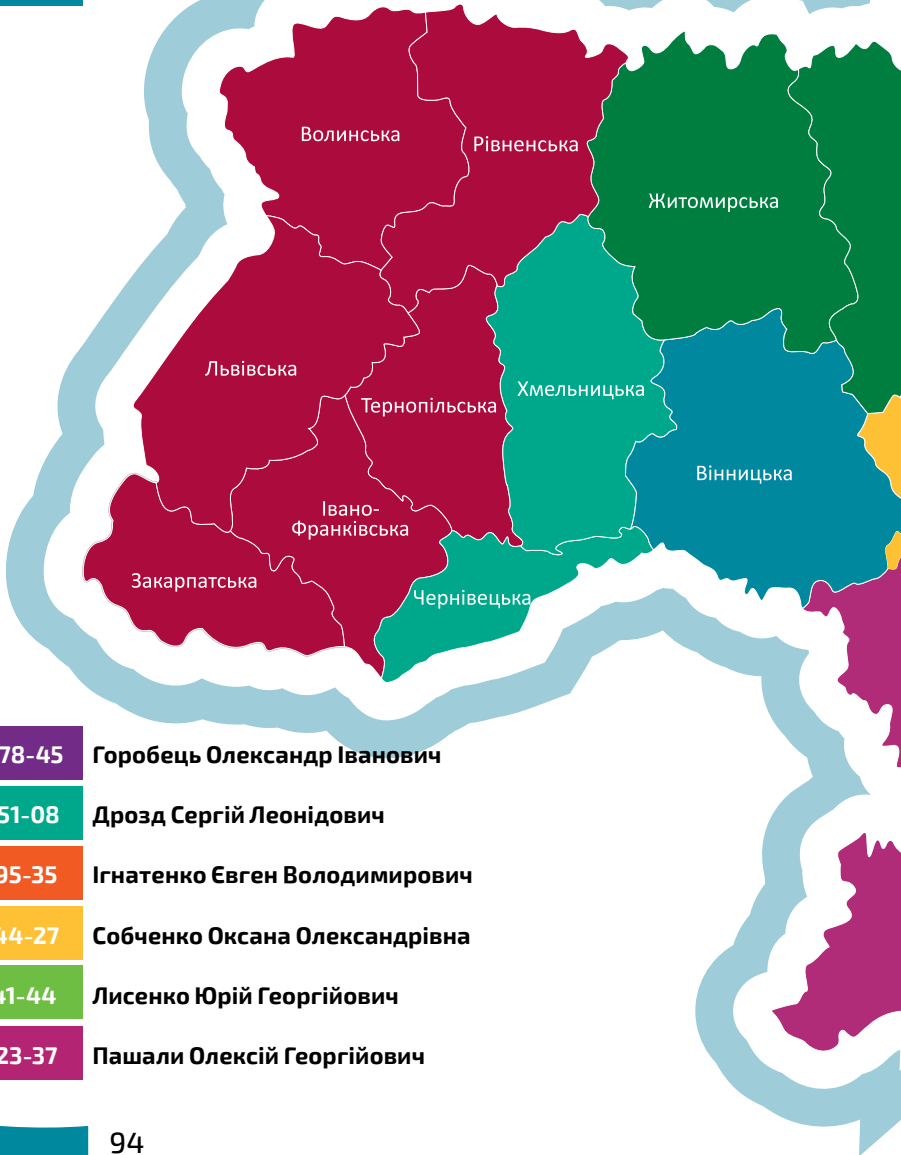 Волинська
Рівненська
Житомирська
Львівська
Тернопільська
Хмельницька
Вінницька
Івано-
Франківська
Закарпатська
Чернівецька
78-45 Горобець Олександр Іванович
51-08 Дрозд Сергій Леонідович
95-35 Ігнатенко Євген Володимирович
44-27 Собченко Оксана Олександрівна
41-44 Лисенко Юрій Георгійович
23-37 Пашали Олексій Георгійович
94